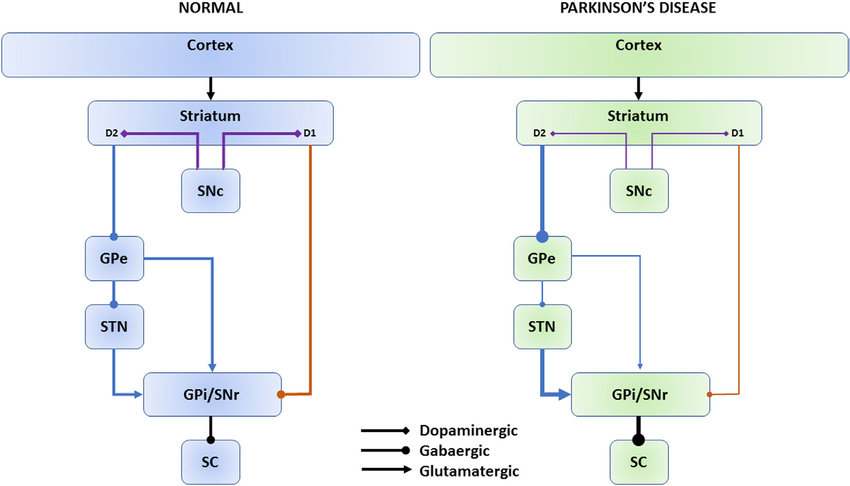 NORMAL
Cortex
Striatum
D2
D1
SNc
GPe
STN
GPi/SNr
SC
PARKINSON'S DISEASE
Cortex
Striatum
D2
D1
SNc
GPe
STN
GPi/SNr
SC
Dopaminergic
Gabaergic
Glutamatergic